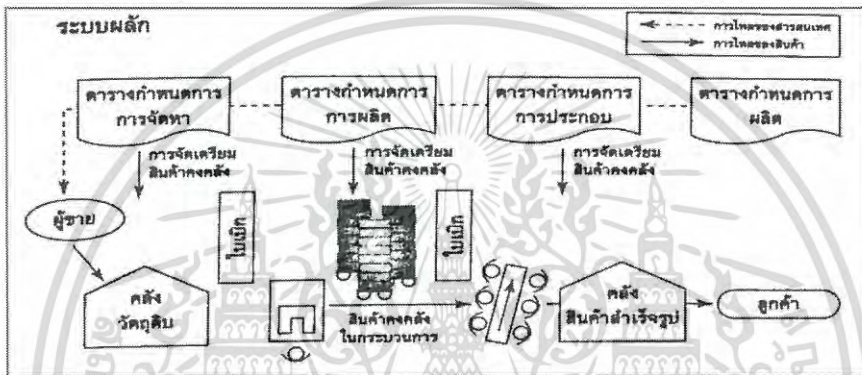 ระบบผลัก
การไหลของสารสนเทศ
การไหลของสินค้า
ตารางกำหนดการ
การจัดหา
ตารางกำหนดการ
การผลิต
ตารางกำหนดการ
การประกอบ
ตารางกำหนดการ
ผลิต
การจัดเตรียม
สินค้าคงคลัง
การจัดเตรียม
สินค้าคงคลัง
การจัดเตรียม
สินค้าคงคลัง
ผู้ขาย
ใบเบิก
ใบเบิก
คลัง
วัตถุดิบ
สินค้าคงคลัง
ในกระบวนการ
คลัง
สินค้าสำเร็จรูป
ลูกค้า